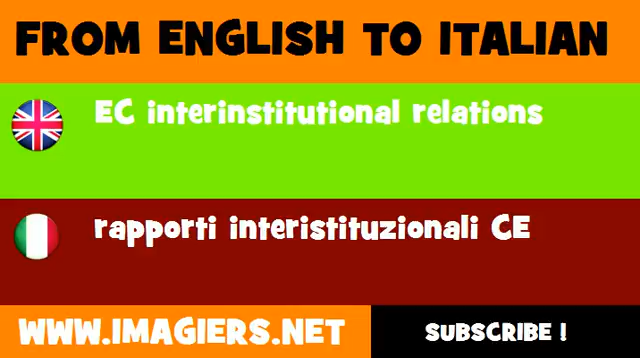 FROM ENGLISH TO ITALIAN
EC interinstitutional relations
rapporti interistituzionali CE
WWW.IMAGIERS.NET
SUBSCRIBE !